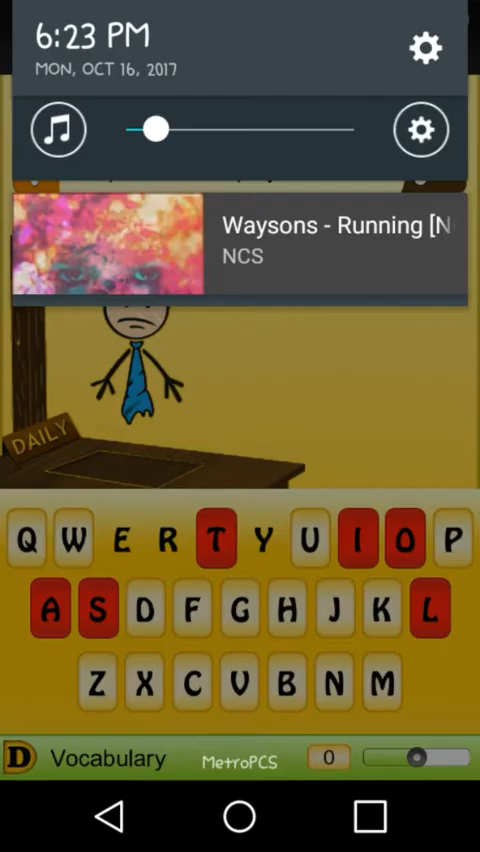 6:23 PM
MON, OCT 16, 2017
Waysons - Running [N
NCS
DAILY
Q W E R T Y U I O P
A S D F G H J K L
Z X C V B N M
D Vocabulary MetroPCS 0